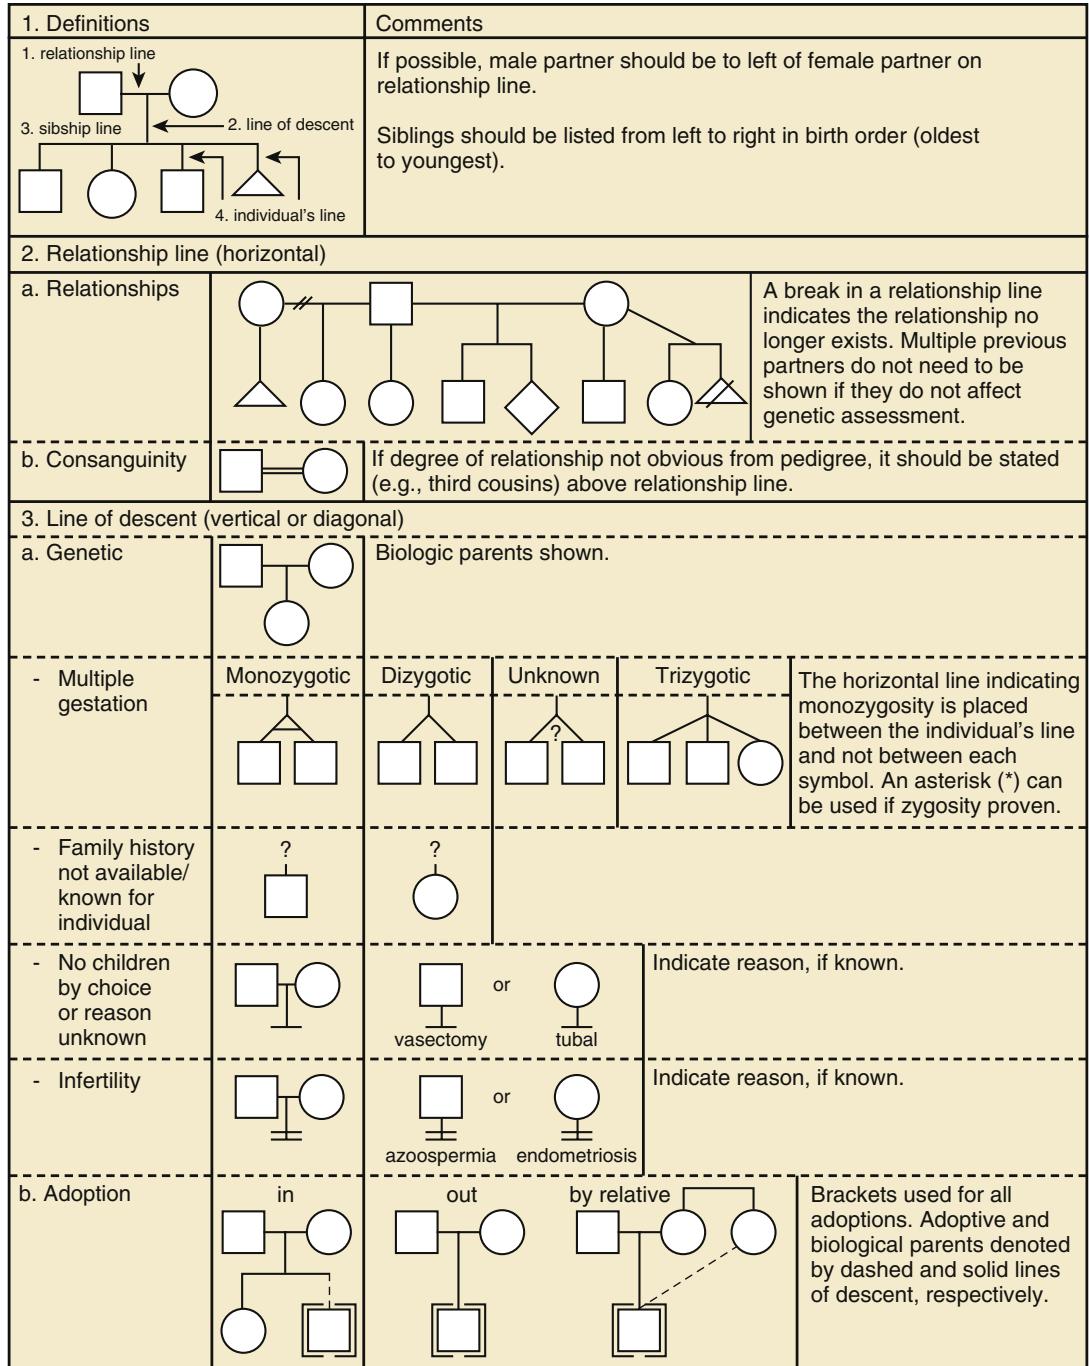 1. Definitions
Comments
1. relationship line
2. line of descent
3. sibship line
4. individual's line
If possible, male partner should be to left of female partner on
relationship line.
Siblings should be listed from left to right in birth order (oldest
to youngest).
2. Relationship line (horizontal)
a. Relationships
A break in a relationship line
indicates the relationship no
longer exists. Multiple previous
partners do not need to be
shown if they do not affect
genetic assessment.
b. Consanguinity
If degree of relationship not obvious from pedigree, it should be stated
(e.g., third cousins) above relationship line.
3. Line of descent (vertical or diagonal)
a. Genetic
Biologic parents shown.
- Multiple
gestation
Monozygotic
Dizygotic
Unknown
?
Trizygotic
The horizontal line indicating
monozygosity is placed
between the individual's line
and not between each
symbol. An asterisk (*) can
be used if zygosity proven.
- Family history
not available/
known for
individual
?
?
- No children
by choice
or reason
unknown
or
vasectomy
tubal
Indicate reason, if known.
- Infertility
or
azoospermia
endometriosis
Indicate reason, if known.
b. Adoption
in
out
by relative
Brackets used for all
adoptions. Adoptive and
biological parents denoted
by dashed and solid lines
of descent, respectively.